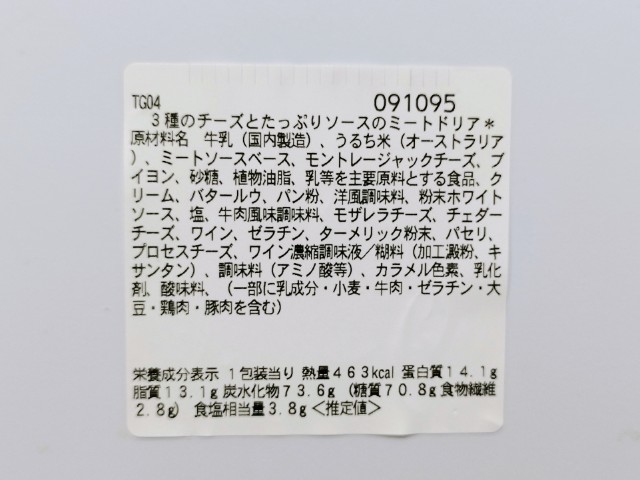 TG04 091095
3種のチーズとたっぷりソースのミートドリア*
原材料名 牛乳(国内製造)、うるち米(オーストラリア
)、ミートソースベース、モントレージャックチーズ、ブ
イヨン、砂糖、植物油脂、乳等を主要原料とする食品、ク
リーム、バタールウ、パン粉、洋風調味料、粉末ホワイト
ソース、塩、牛肉風味調味料、モザレラチーズ、チェダー
チーズ、ワイン、ゼラチン、ターメリック粉末、パセリ、
プロセスチーズ、ワイン濃縮調味液/糊料(加工澱粉、キ
サンタン)、調味料(アミノ酸等)、カラメル色素、乳化
剤、酸味料、(一部に乳成分・小麦・牛肉・ゼラチン・大
豆・鶏肉・豚肉を含む)
栄養成分表示 1包装当り 熱量463kcal 蛋白質14.1g
脂質13.1g 炭水化物73.6g (糖質70.8g 食物繊維
2.8g) 食塩相当量3.8g<推定値>